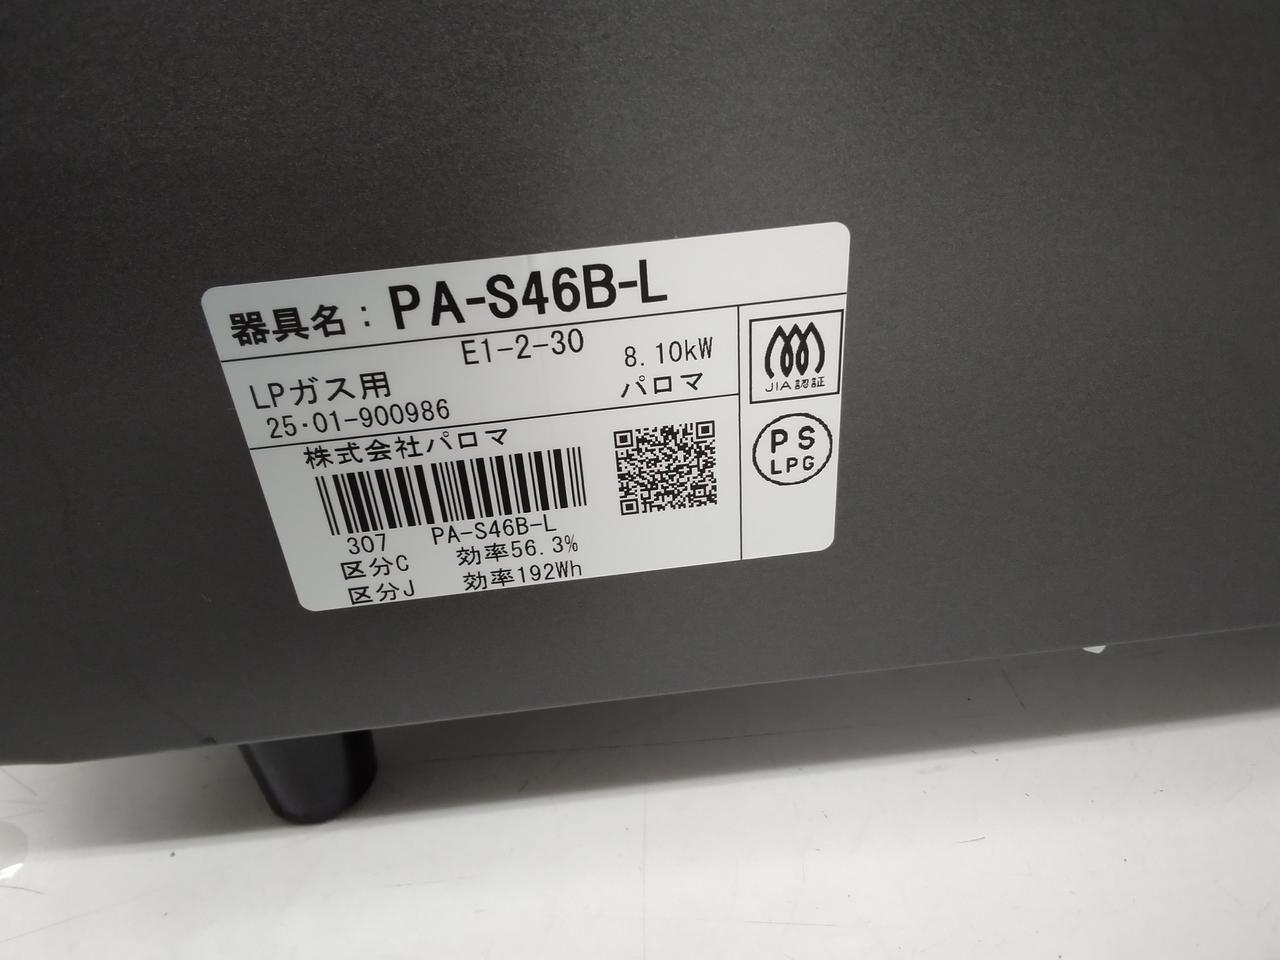 器具名：PA-S46B-L
E1-2-30
LPガス用
8.10kW
25・01-900986
パロマ
JIA認証
株式会社パロマ
PS
LPG
307 PA-S46B-L
区分C 効率56.3%
区分J 効率192Wh